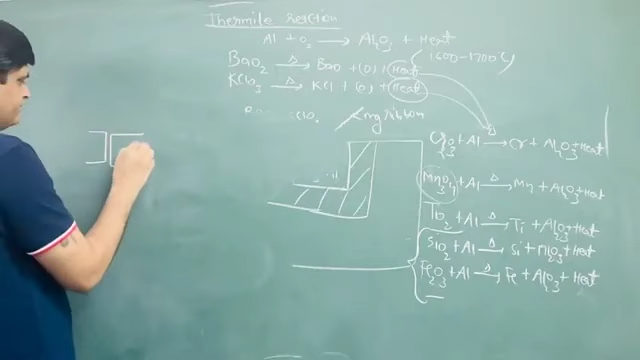 Thermite reaction
Al + O₂ → Al₂O₃ + Heat
BaO₂ —Δ→ BaO + (O) + Heat 1600-1700°C
KClO₃ —Δ→ KCl + (O) + Heat
mg ribbon
Cr₂O₃ + Al —Δ→ Cr + Al₂O₃ + Heat
Mn₃O₄ + Al —Δ→ Mn + Al₂O₃ + Heat
TiO₂ + Al —Δ→ Ti + Al₂O₃ + Heat
SiO₂ + Al —Δ→ Si + Al₂O₃ + Heat
Fe₂O₃ + Al —Δ→ Fe + Al₂O₃ + Heat